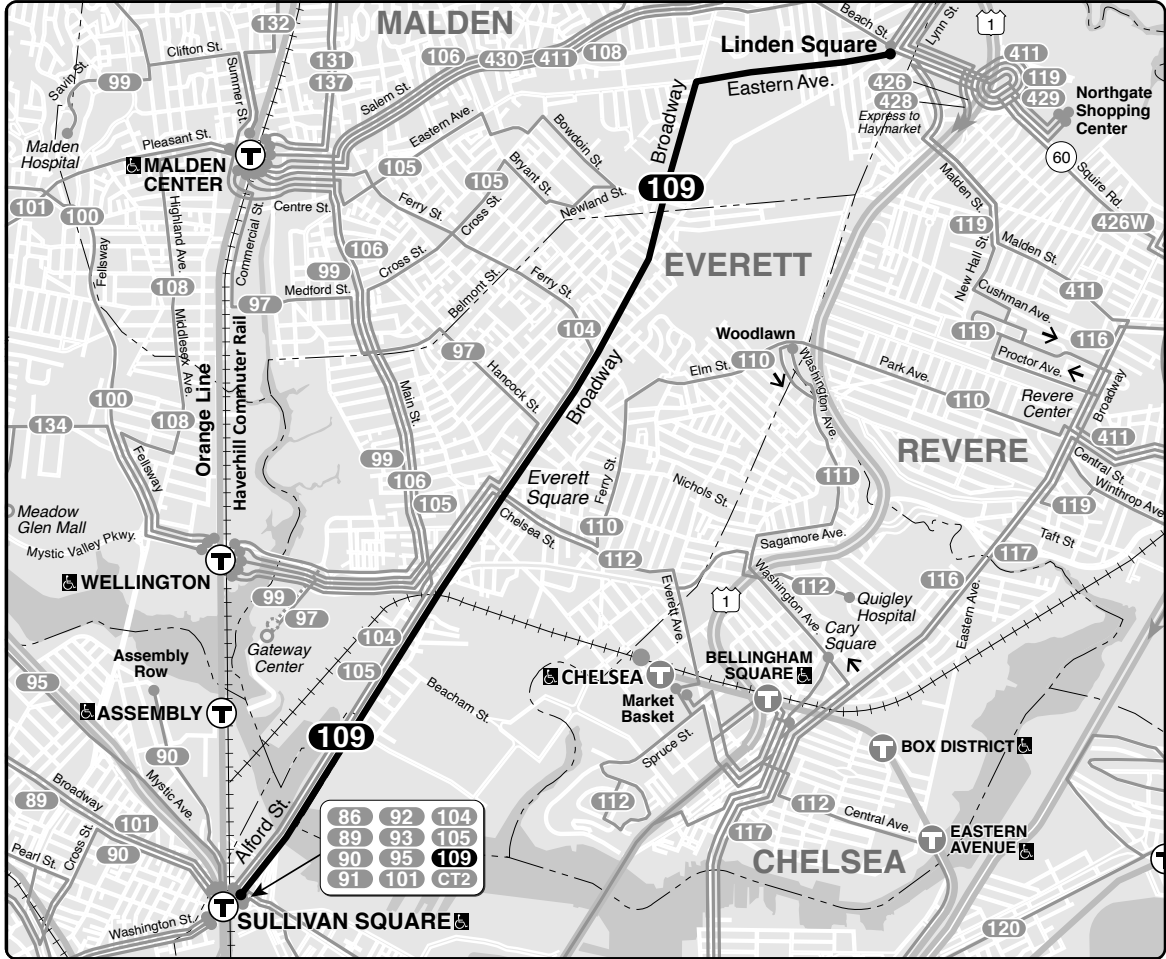 132
MALDEN
Beach St.
Lynn St.
1
Clifton St.
131
106
430
411
108
Linden Square
411
Savin St.
99
Summer St.
137
Salem St.
Broadway
Eastern Ave.
426
119
428
429
Express to
Haymarket
Northgate
Shopping
Center
Malden
Hospital
Pleasant St.
Eastern Ave.
Bowdoin St.
T
MALDEN
CENTER
105
Bryant St.
105
60
Squire Rd.
109
Malden St.
101
100
Highland Ave.
Commercial St.
Centre St.
Ferry St.
Cross St.
Newland St.
119
426W
Fellsway
106
Cross St.
EVERETT
New Hall St.
Malden St.
99
Medford St.
Belmont St.
Ferry St.
411
108
97
Cushman Ave.
Middlesex Ave.
Orange Line
Haverhill Commuter Rail
104
Woodlawn
119
116
97
Elm St.
110
Washington Ave.
Proctor Ave.
Hancock St.
Broadway
Park Ave.
Broadway
100
Main St.
110
Revere
Center
134
108
411
Fellsway
REVERE
99
Everett
Square
Ferry St.
Central St.
106
111
Winthrop Ave.
105
Nichols St.
119
Meadow
Glen Mall
Chelsea St.
110
Mystic Valley Pkwy.
Sagamore Ave.
Taft St
112
117
T
WELLINGTON
Everett Ave.
Washington Ave.
112
116
Eastern Ave.
99
97
1
Quigley
Hospital
104
Cary
Square
Gateway
Center
Assembly
Row
105
BELLINGHAM
SQUARE
95
CHELSEA
T
T
Beacham St.
Market
Basket
ASSEMBLY
T
109
Spruce St.
T
BOX DISTRICT
90
Mystic Ave.
Broadway
112
112
89
Alford St.
86
92
104
Central Ave.
101
89
93
105
117
T
EASTERN
AVENUE
Pearl St.
Cross St.
90
90
95
109
CHELSEA
91
101
CT2
T
T
SULLIVAN SQUARE
Washington St.
120